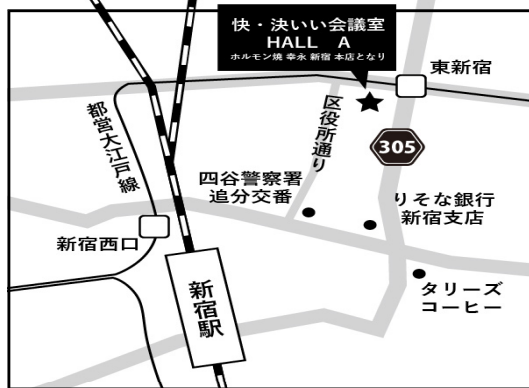 快・決いい会議室
HALL A
ホルモン焼 幸永 新宿 本店となり
東新宿
区役所通り
305
都営大江戸線
四谷警察署
追分交番
りそな銀行
新宿支店
新宿西口
新宿駅
タリーズ
コーヒー